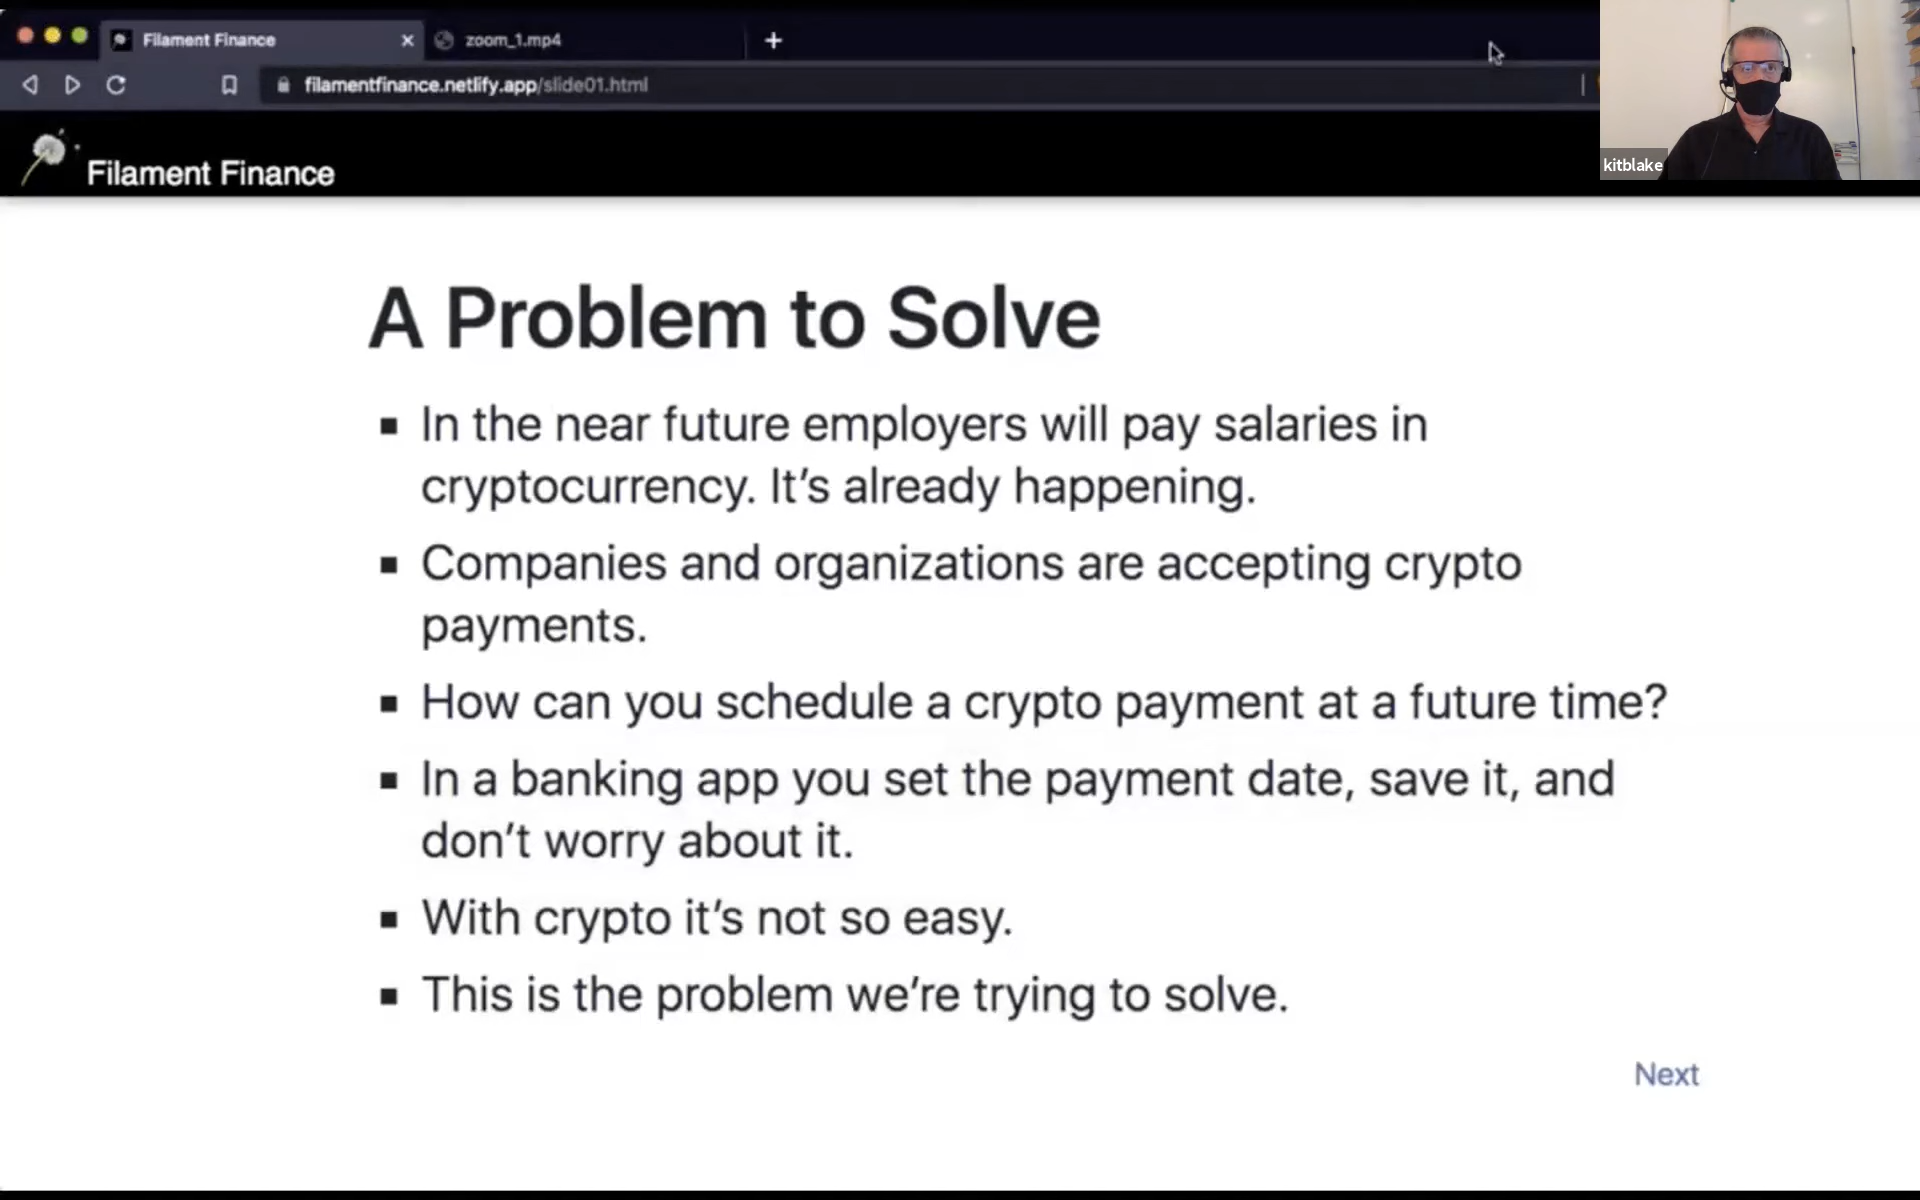 Filament Finance
zoom_1.mp4
filamentfinance.netlify.app/slide01.html
Filament Finance
kitblake
A Problem to Solve
In the near future employers will pay salaries in
cryptocurrency. It’s already happening.
Companies and organizations are accepting crypto
payments.
How can you schedule a crypto payment at a future time?
In a banking app you set the payment date, save it, and
don’t worry about it.
With crypto it’s not so easy.
This is the problem we’re trying to solve.
Next